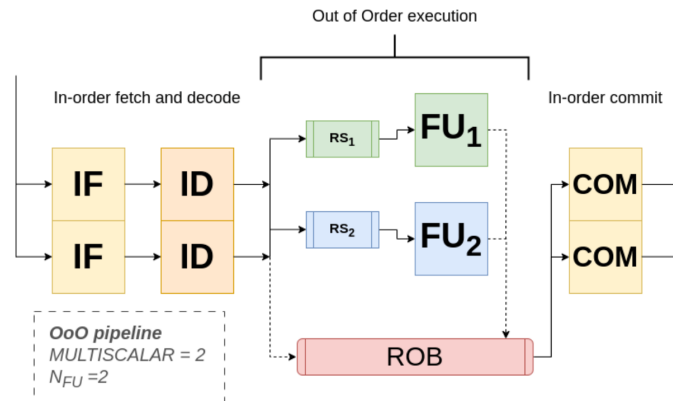 Out of Order execution
In-order fetch and decode
In-order commit
RS1
FU1
IF
ID
COM
RS2
FU2
IF
ID
COM
OoO pipeline
MULTISCALAR = 2
NFU =2
ROB